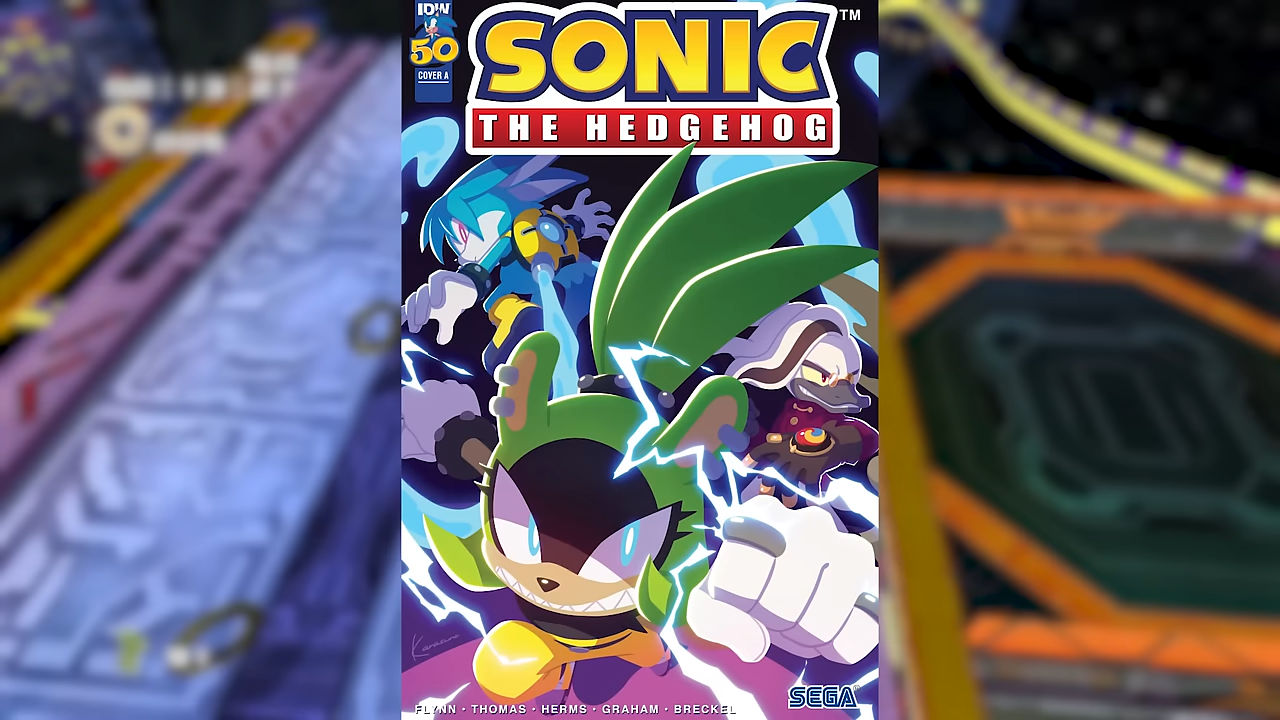 IDW
50
COVER A
SONIC
TM
THE HEDGEHOG
SEGA
FLYNN • THOMAS • HERMS • GRAHAM • BRECKEL